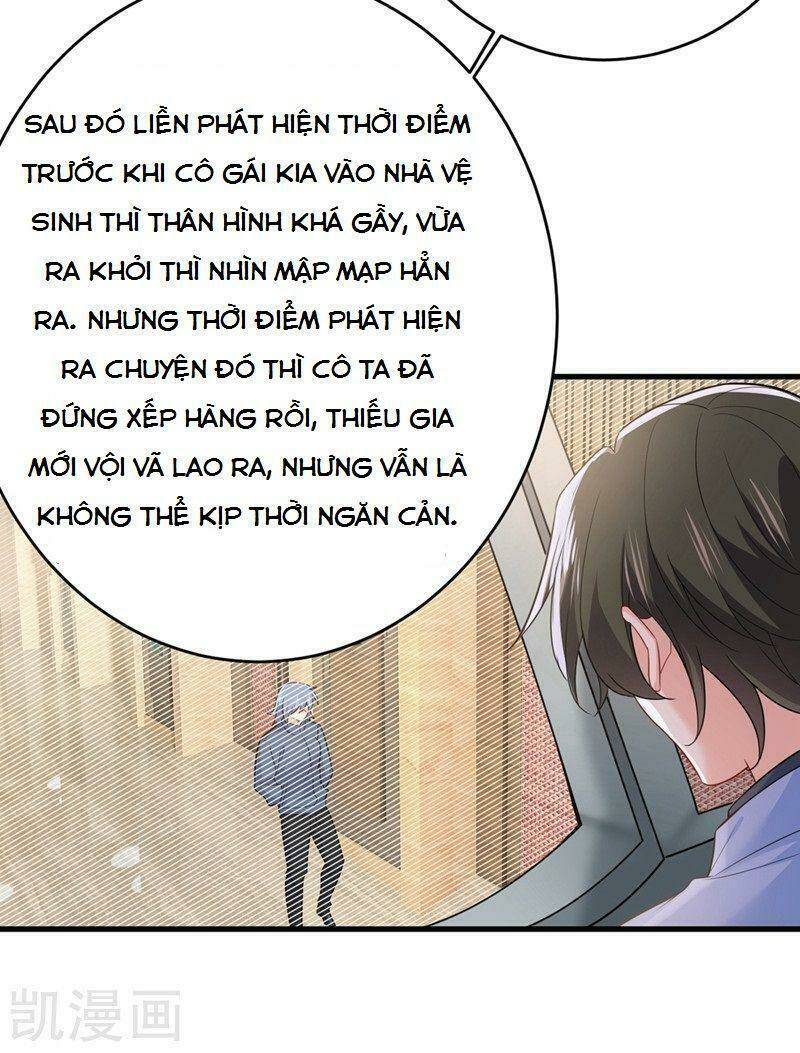 SAU ĐÓ LIỀN PHÁT HIỆN THỜI ĐIỂM
TRƯỚC KHI CÔ GÁI KIA VÀO NHÀ VỆ
SINH THÌ THÂN HÌNH KHÁ GẦY, VỪA
RA KHỎI THÌ NHÌN MẬP MẠP HẲN
RA. NHƯNG THỜI ĐIỂM PHÁT HIỆN
RA CHUYỆN ĐÓ THÌ CÔ TA ĐÃ
ĐỨNG XẾP HÀNG RỒI, THIẾU GIA
MỚI VỘI VÃ LAO RA, NHƯNG VẪN LÀ
KHÔNG THỂ KỊP THỜI NGĂN CẢN.
凯漫画